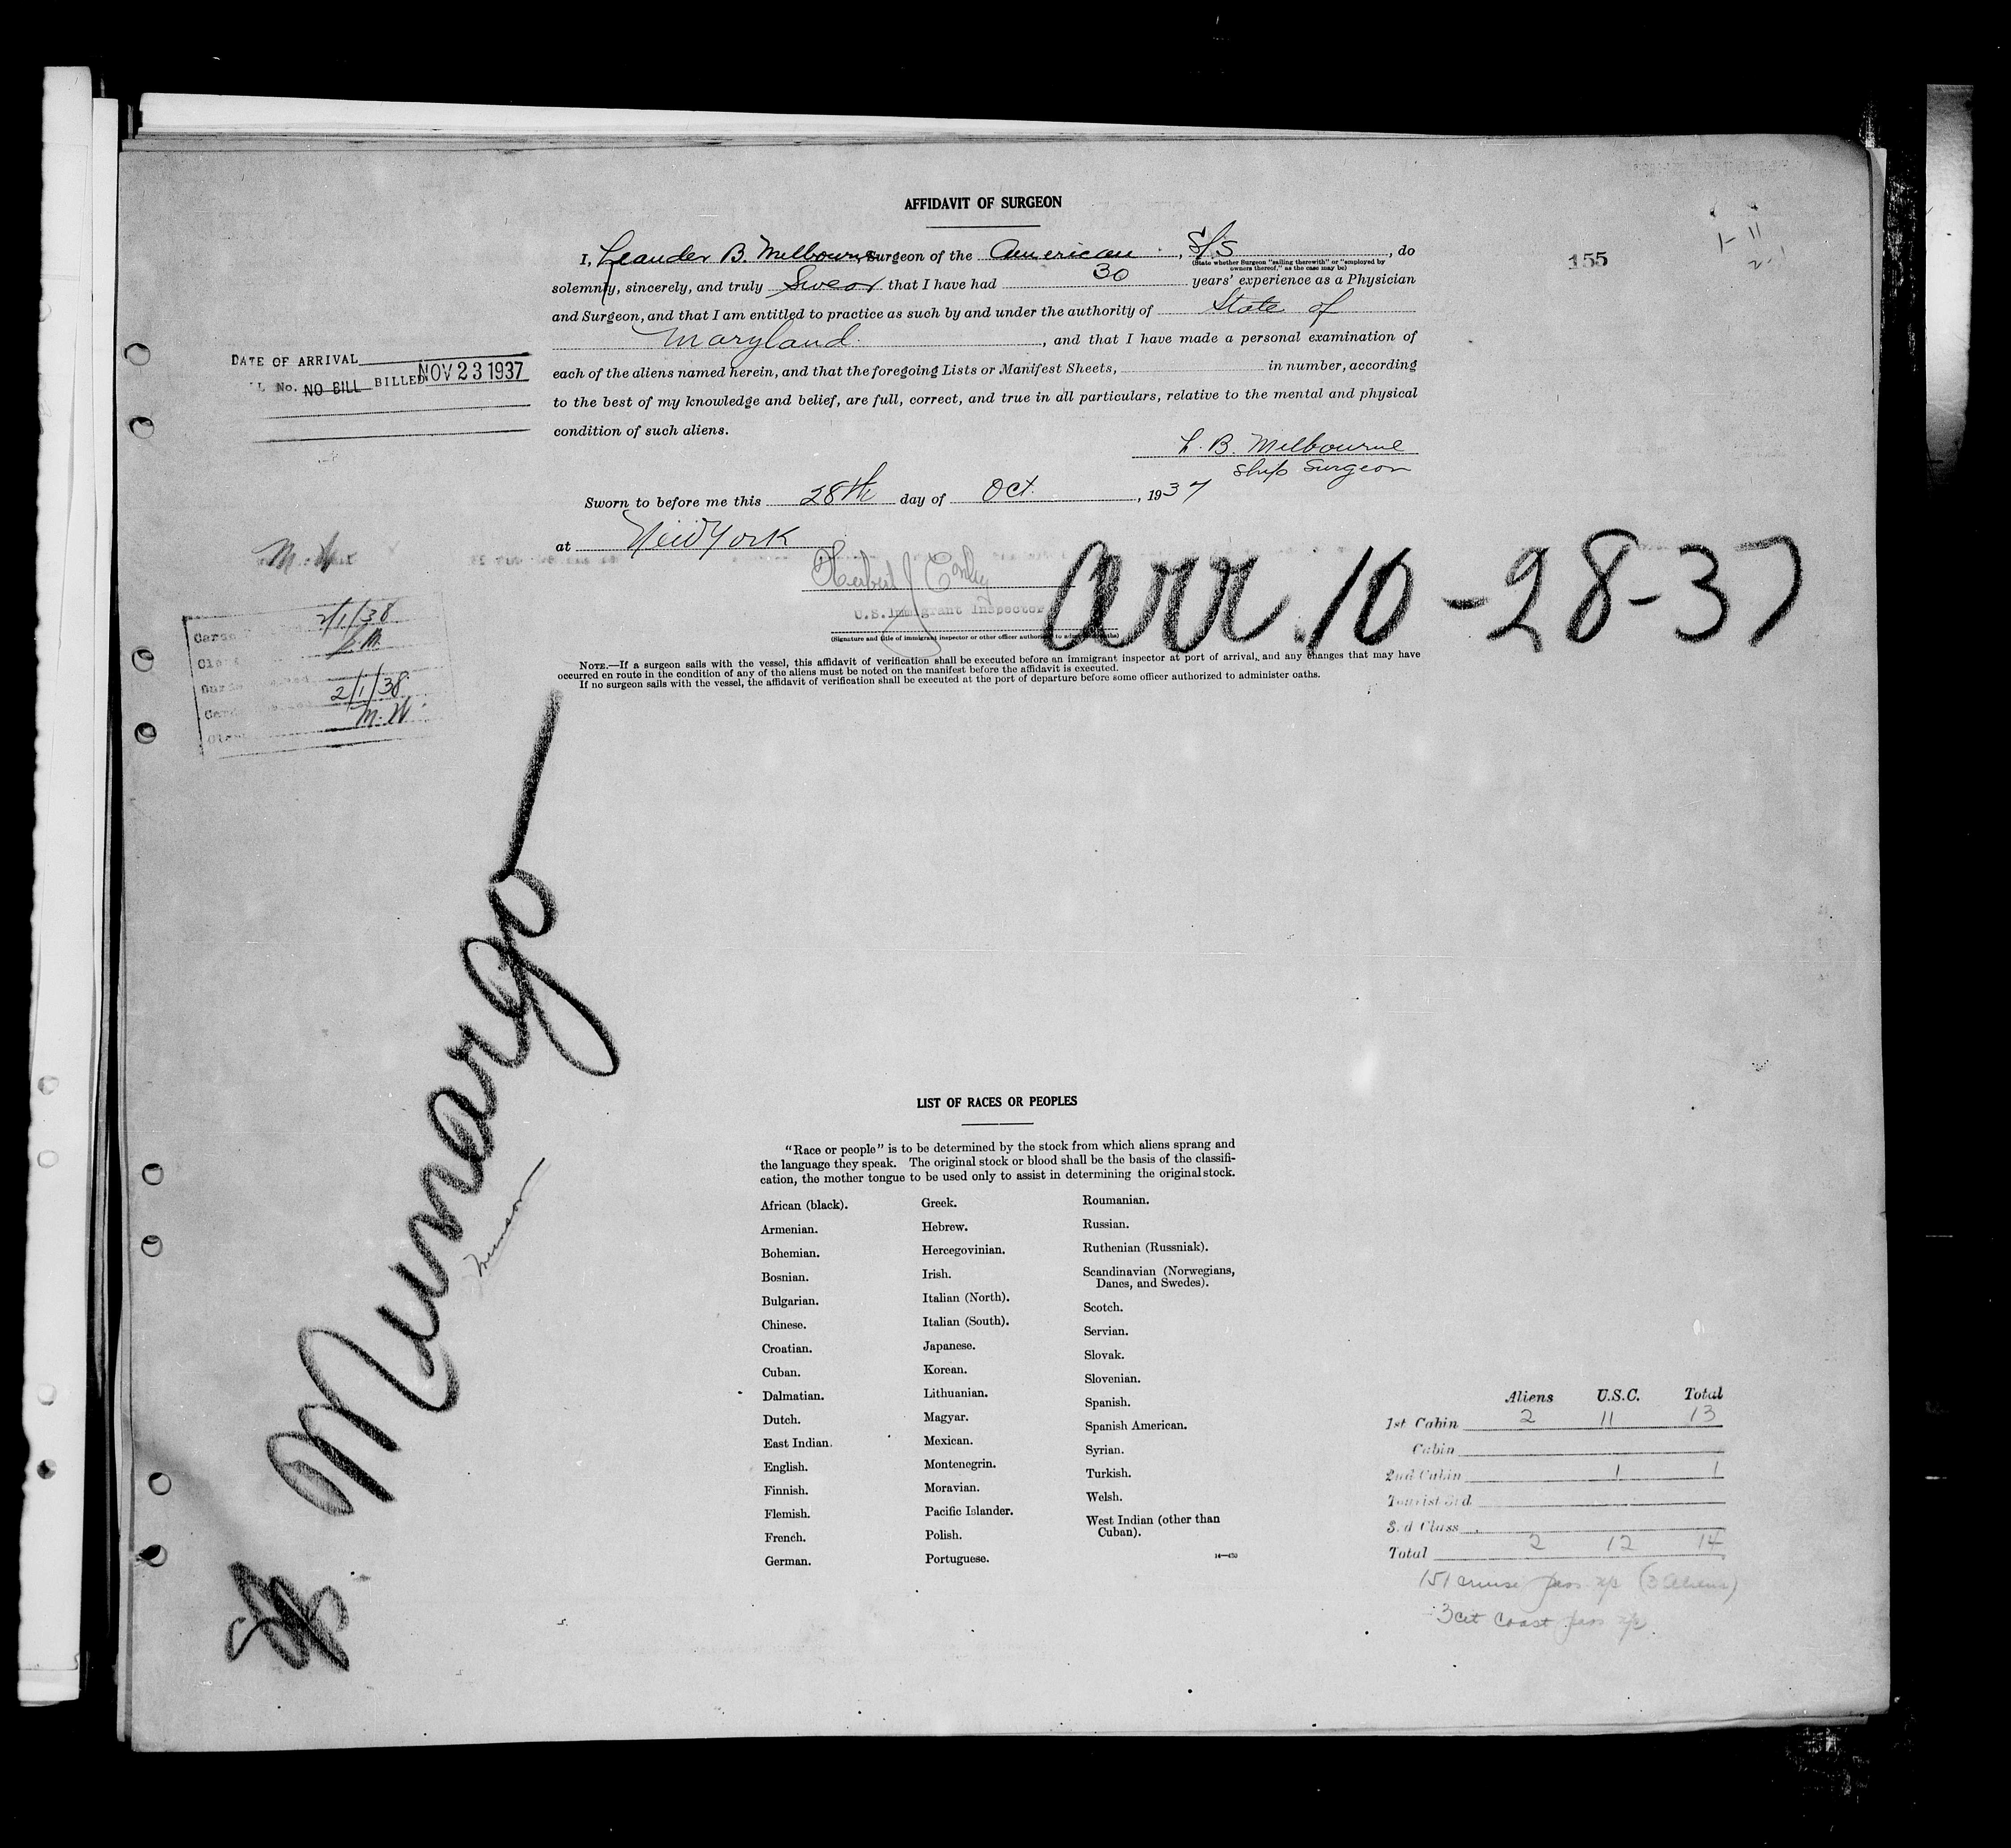 AFFIDAVIT OF SURGEON
I, Leander B. Melbourne Surgeon of the American, S/S, do
(State whether Surgeon "sailing therewith" or "employed by owners thereof," as the case may be)
solemnly, sincerely, and truly Swear that I have had 30 years' experience as a Physician
and Surgeon, and that I am entitled to practice as such by and under the authority of State of
Maryland, and that I have made a personal examination of
each of the aliens named herein, and that the foregoing Lists or Manifest Sheets, in number, according
to the best of my knowledge and belief, are full, correct, and true in all particulars, relative to the mental and physical
condition of such aliens.
L. B. Melbourne
Ship Surgeon
Sworn to before me this 28th day of Oct., 1937
at New York
Herbert J
U.S. Immigrant Inspector
(Signature and title of immigrant inspector or other officer authorized to administer oaths)
155
1-11
2-1
DATE OF ARRIVAL
No. NO BILL BILLED NOV 23 1937
2/1/38
2/1/38
M. W.
arr. 10-28-37
NOTE.—If a surgeon sails with the vessel, this affidavit of verification shall be executed before an immigrant inspector at port of arrival, and any changes that may have
occurred en route in the condition of any of the aliens must be noted on the manifest before the affidavit is executed.
If no surgeon sails with the vessel, the affidavit of verification shall be executed at the port of departure before some officer authorized to administer oaths.
S/S. Munargo
Munson
LIST OF RACES OR PEOPLES
"Race or people" is to be determined by the stock from which aliens sprang and
the language they speak. The original stock or blood shall be the basis of the classifi-
cation, the mother tongue to be used only to assist in determining the original stock.
African (black).
Armenian.
Bohemian.
Bosnian.
Bulgarian.
Chinese.
Croatian.
Cuban.
Dalmatian.
Dutch.
East Indian.
English.
Finnish.
Flemish.
French.
German.
Greek.
Hebrew.
Hercegovinian.
Irish.
Italian (North).
Italian (South).
Japanese.
Korean.
Lithuanian.
Magyar.
Mexican.
Montenegrin.
Moravian.
Pacific Islander.
Polish.
Portuguese.
Roumanian.
Russian.
Ruthenian (Russniak).
Scandinavian (Norwegians,
Danes, and Swedes).
Scotch.
Servian.
Slovak.
Slovenian.
Spanish.
Spanish American.
Syrian.
Turkish.
Welsh.
West Indian (other than
Cuban).
Aliens U.S.C. Total
1st Cabin 2 11 13
Cabin
2nd Cabin 1 1
Tourist 3rd
3rd Class
Total 2 12 14
151 cruise pass (3 aliens)
3 coast pass